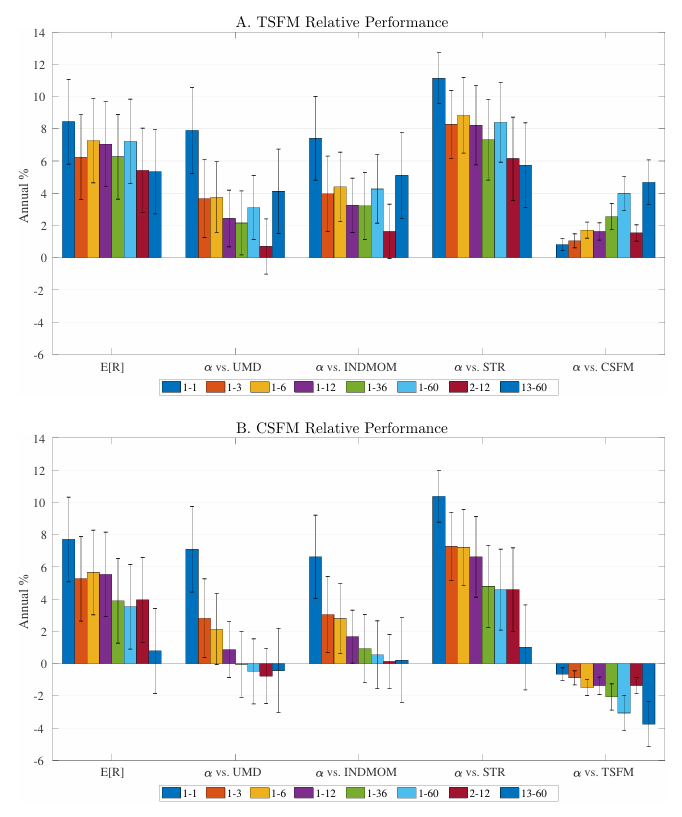 A. TSFM Relative Performance
14
12
10
8
6
4
2
0
-2
-4
-6
Annual %
E[R] α vs. UMD α vs. INDMOM α vs. STR α vs. CSFM
1-1 1-3 1-6 1-12 1-36 1-60 2-12 13-60
B. CSFM Relative Performance
14
12
10
8
6
4
2
0
-2
-4
-6
Annual %
E[R] α vs. UMD α vs. INDMOM α vs. STR α vs. TSFM
1-1 1-3 1-6 1-12 1-36 1-60 2-12 13-60